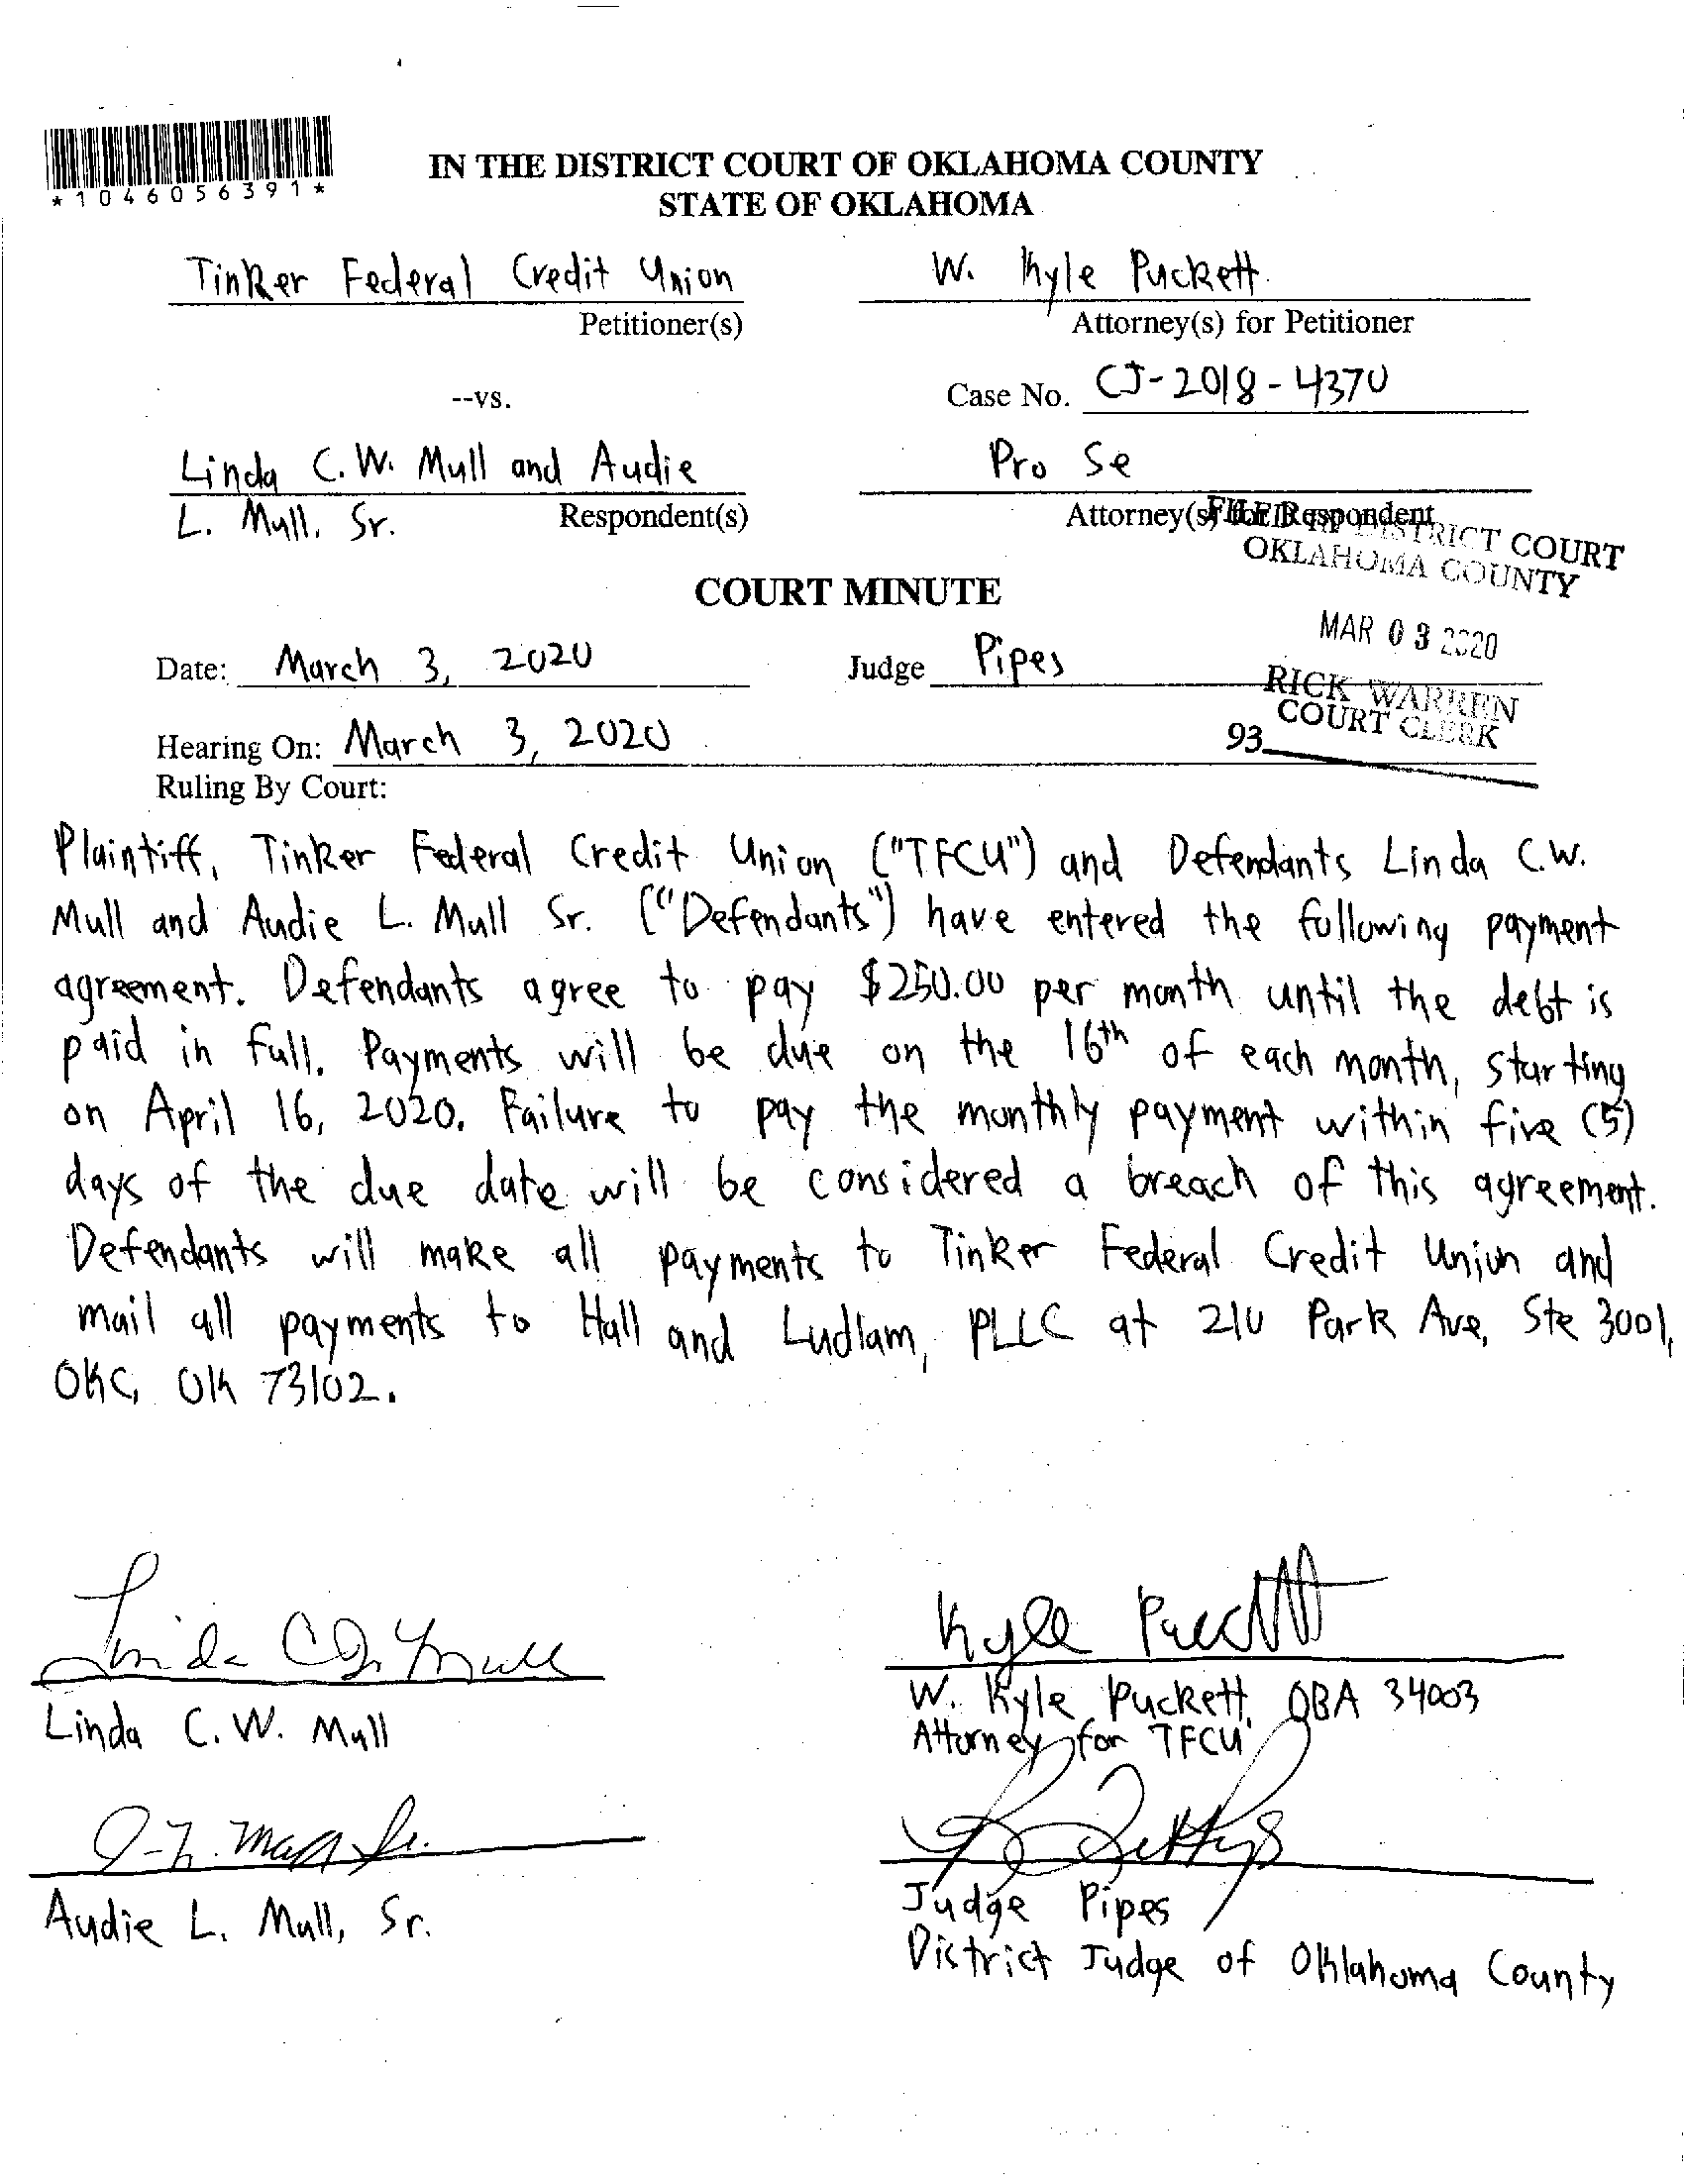 *1046056391*
IN THE DISTRICT COURT OF OKLAHOMA COUNTY
STATE OF OKLAHOMA
Tinker Federal Credit Union
Petitioner(s)
W. Kyle Puckett
Attorney(s) for Petitioner
--vs.
Case No. CJ-2018-4370
Linda C.W. Mull and Audie
L. Mull, Sr.
Respondent(s)
Pro Se
Attorney(s) for Respondent
FILED IN DISTRICT COURT
OKLAHOMA COUNTY
COURT MINUTE
MAR 03 2020
Date: March 3, 2020
Judge Pipes
RICK WARREN
COURT CLERK
93
Hearing On: March 3, 2020
Ruling By Court:
Plaintiff, Tinker Federal Credit Union ("TFCU") and Defendants Linda C.W.
Mull and Audie L. Mull Sr. ("Defendants") have entered the following payment
agreement. Defendants agree to pay $250.00 per month until the debt is
paid in full. Payments will be due on the 16th of each month, starting
on April 16, 2020. Failure to pay the monthly payment within five (5)
days of the due date will be considered a breach of this agreement.
Defendants will make all payments to Tinker Federal Credit Union and
mail all payments to Hall and Ludlam, PLLC at 210 Park Ave, Ste 3001,
OKC, OK 73102.
Linda C.W. Mull
Linda C.W. Mull
Kyle Puckett
W. Kyle Puckett, OBA 34003
Attorney for TFCU
A.L. Mull Sr.
Audie L. Mull, Sr.
Judge Pipes
District Judge of Oklahoma County